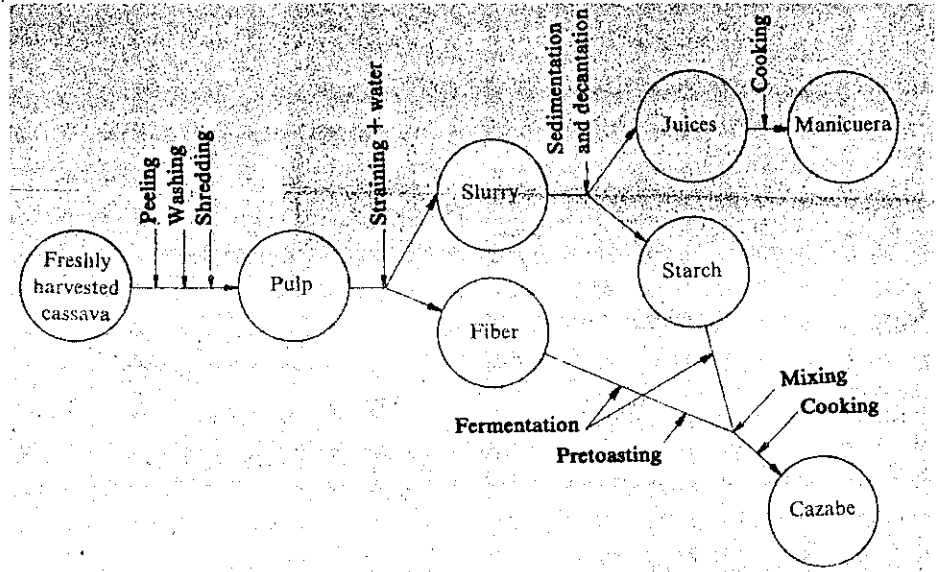 Peeling
Washing
Shredding
Straining + water
Sedimentation
and decantation
Cooking
Juices
Manicuera
Slurry
Freshly
harvested
cassava
Pulp
Starch
Fiber
Mixing
Fermentation
Cooking
Pretoasting
Cazabe